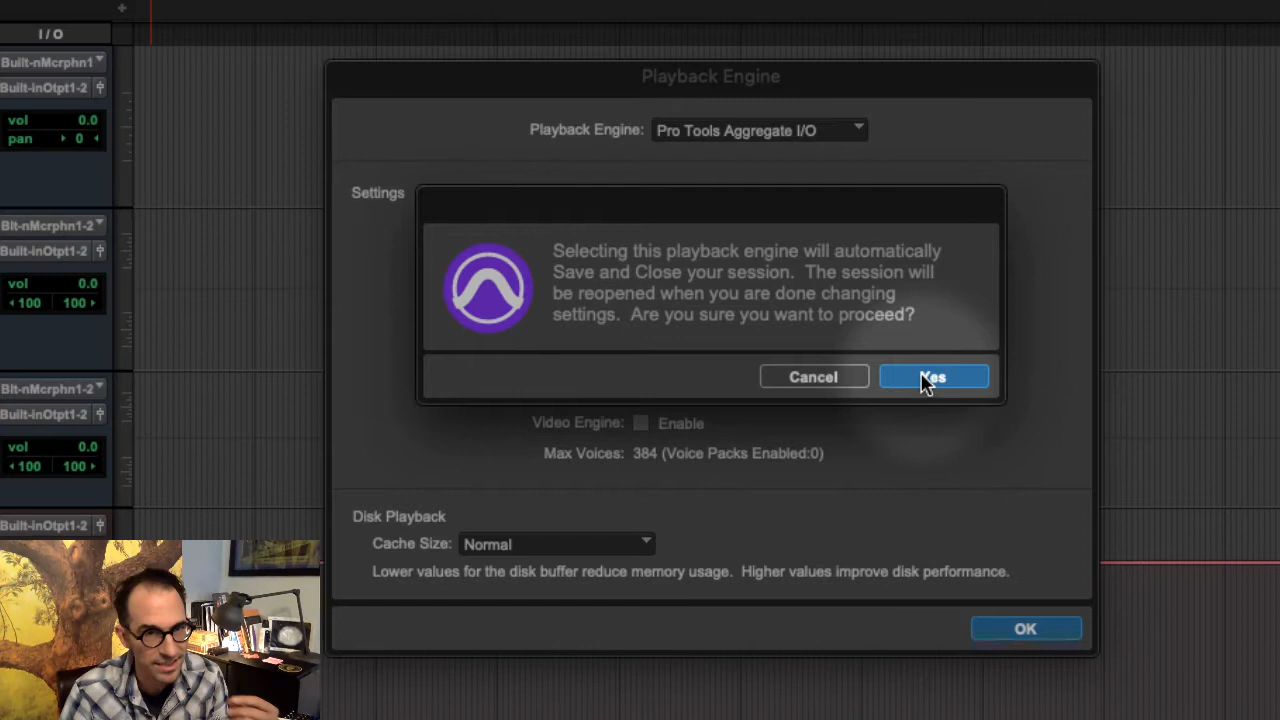 +
I / O
Built-nMcrphn1
Built-inOtpt1-2
vol 0.0
pan 0
Blt-nMcrphn1-2
Built-inOtpt1-2
vol 0.0
100 100
Blt-nMcrphn1-2
Built-inOtpt1-2
vol 0.0
100 100
Built-inOtpt1-2
Playback Engine
Playback Engine: Pro Tools Aggregate I/O
Settings
Selecting this playback engine will automatically
Save and Close your session. The session will
be reopened when you are done changing
settings. Are you sure you want to proceed?
Cancel Yes
Video Engine: Enable
Max Voices: 384 (Voice Packs Enabled:0)
Disk Playback
Cache Size: Normal
Lower values for the disk buffer reduce memory usage. Higher values improve disk performance.
OK